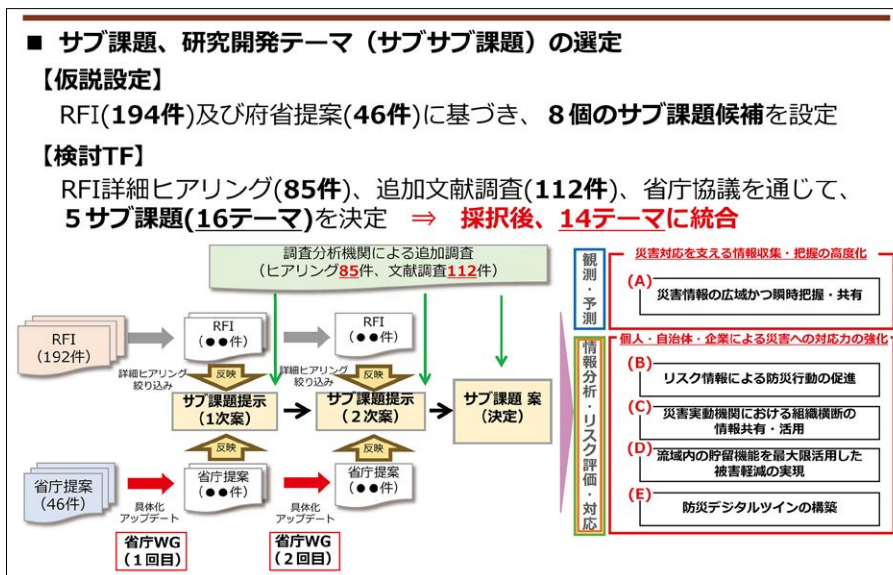 ■ サブ課題、研究開発テーマ（サブサブ課題）の選定
【仮説設定】
RFI(194件)及び府省提案(46件)に基づき、８個のサブ課題候補を設定
【検討TF】
RFI詳細ヒアリング(85件)、追加文献調査(112件)、省庁協議を通じて、
５サブ課題(16テーマ)を決定 ⇒ 採択後、14テーマに統合
調査分析機関による追加調査
（ヒアリング85件、文献調査112件）
RFI
（192件）
RFI
（●●件）
RFI
（●●件）
詳細ヒアリング
絞り込み
反映
詳細ヒアリング
絞り込み
反映
サブ課題提示
（1次案）
サブ課題提示
（２次案）
サブ課題 案
（決定）
反映
反映
省庁提案
（46件）
省庁提案
（●●件）
省庁提案
（●●件）
具体化
アップデート
具体化
アップデート
省庁WG
（１回目）
省庁WG
（２回目）
観測・予測
災害対応を支える情報収集・把握の高度化
(A)
災害情報の広域かつ瞬時把握・共有
情報分析・リスク評価・対応
個人・自治体・企業による災害への対応力の強化
(B)
リスク情報による防災行動の促進
(C)
災害実動機関における組織横断の
情報共有・活用
(D)
流域内の貯留機能を最大限活用した
被害軽減の実現
(E)
防災デジタルツインの構築